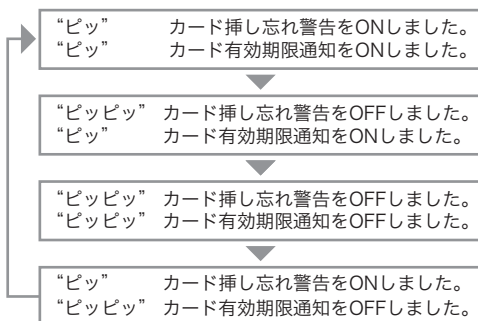 “ピッ” カード挿し忘れ警告をONしました。
“ピッ” カード有効期限通知をONしました。
“ピッピッ” カード挿し忘れ警告をOFFしました。
“ピッ” カード有効期限通知をONしました。
“ピッピッ” カード挿し忘れ警告をOFFしました。
“ピッピッ” カード有効期限通知をOFFしました。
“ピッ” カード挿し忘れ警告をONしました。
“ピッピッ” カード有効期限通知をOFFしました。